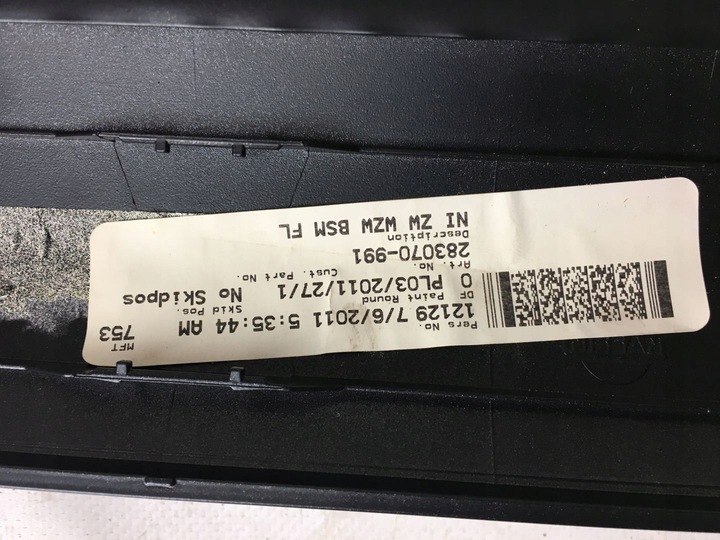 Pers No.
12129 7/6/2011 5:35:44 AM
MFT
753
DF Paint Round
Skid Pos.
0 PL03/2011/27/1
No Skidpos
Art. No.
Cust. Part No.
283070-991
Description
NI ZW WZW BSM FL
NISSAN